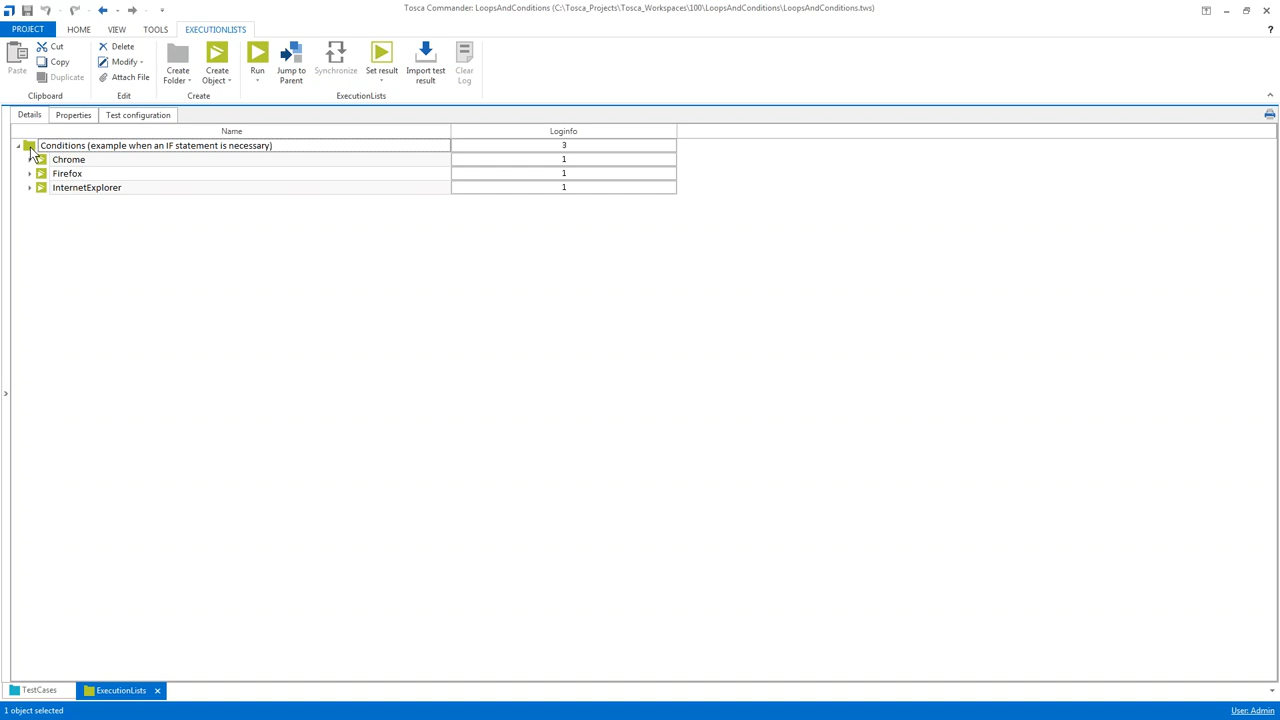 Tosca Commander: LoopsAndConditions (C:\Tosca_Projects\Tosca_Workspaces\100\LoopsAndConditions\LoopsAndConditions.tws)
PROJECT HOME VIEW TOOLS EXECUTIONLISTS ?
Paste
Cut
Copy
Duplicate
Clipboard
Delete
Modify
Attach File
Edit
Create Folder
Create Object
Create
Run
Jump to Parent
Synchronize
Set result
Import test result
Clear Log
ExecutionLists
Details Properties Test configuration
Name Loginfo
Conditions (example when an IF statement is necessary) 3
Chrome 1
Firefox 1
InternetExplorer 1
TestCases ExecutionLists
1 object selected User: Admin